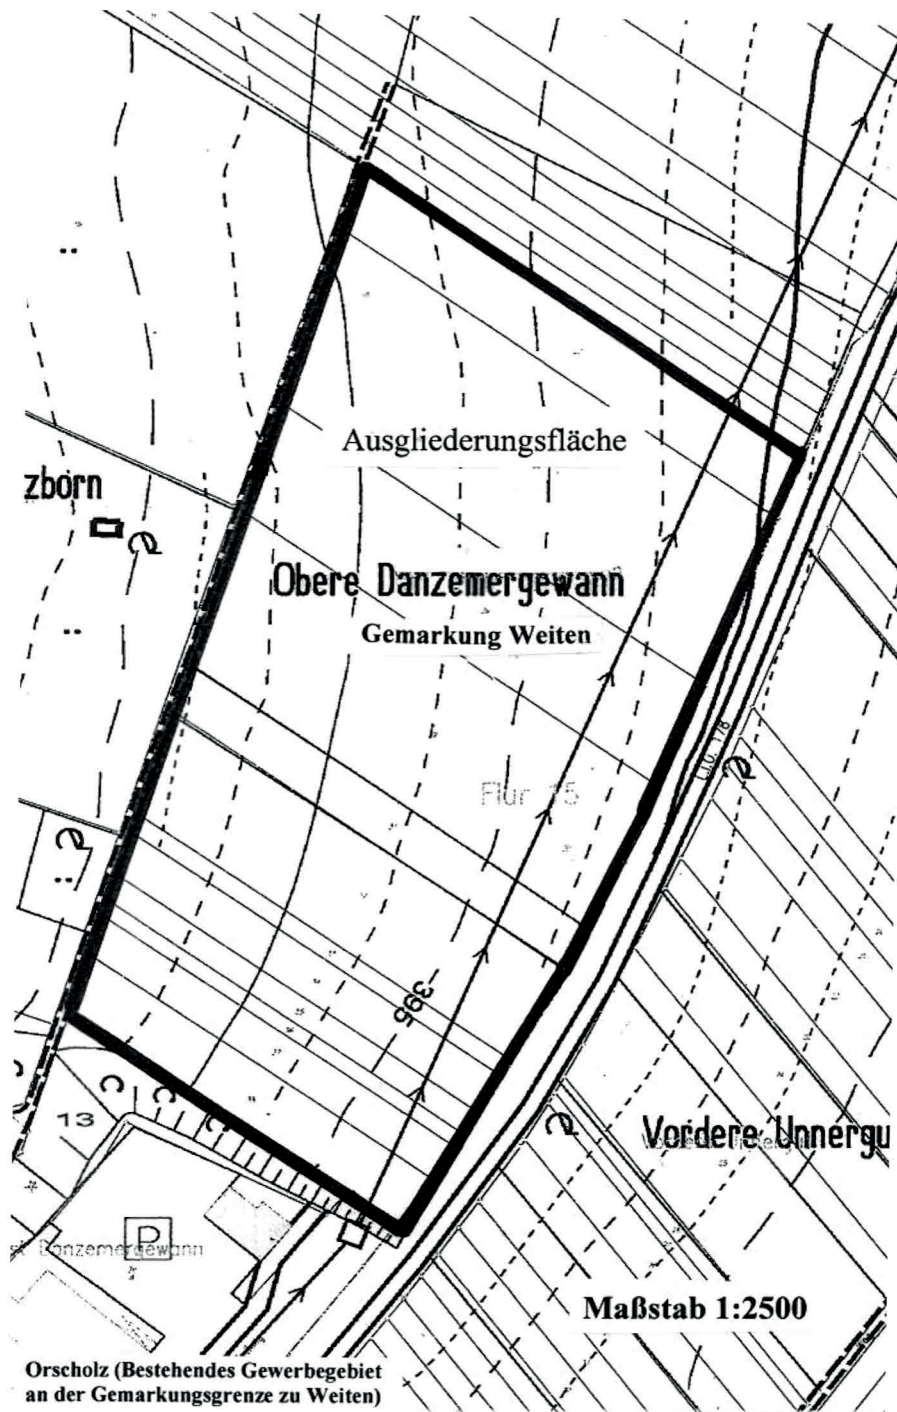 Ausgliederungsfläche
zborn
Obere Danzemergewann
Gemarkung Weiten
L.I.O. 178
Flur 15
395
13
Vordere Unnergu
P
Danzemergewann
Maßstab 1:2500
Orscholz (Bestehendes Gewerbegebiet
an der Gemarkungsgrenze zu Weiten)